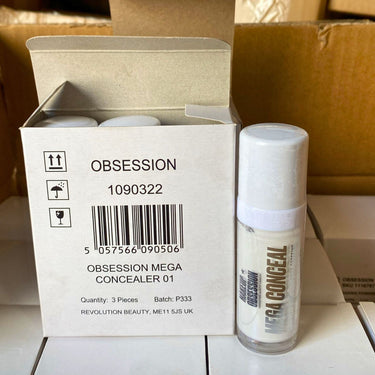 OBSESSION
1090322
5 057566 090506
OBSESSION MEGA
CONCEALER 01
Quantity: 3 Pieces Batch: P333
REVOLUTION BEAUTY, ME11 5JS UK
MAKEUP
OBSESSION
MEGA CONCEAL
OBSESSION